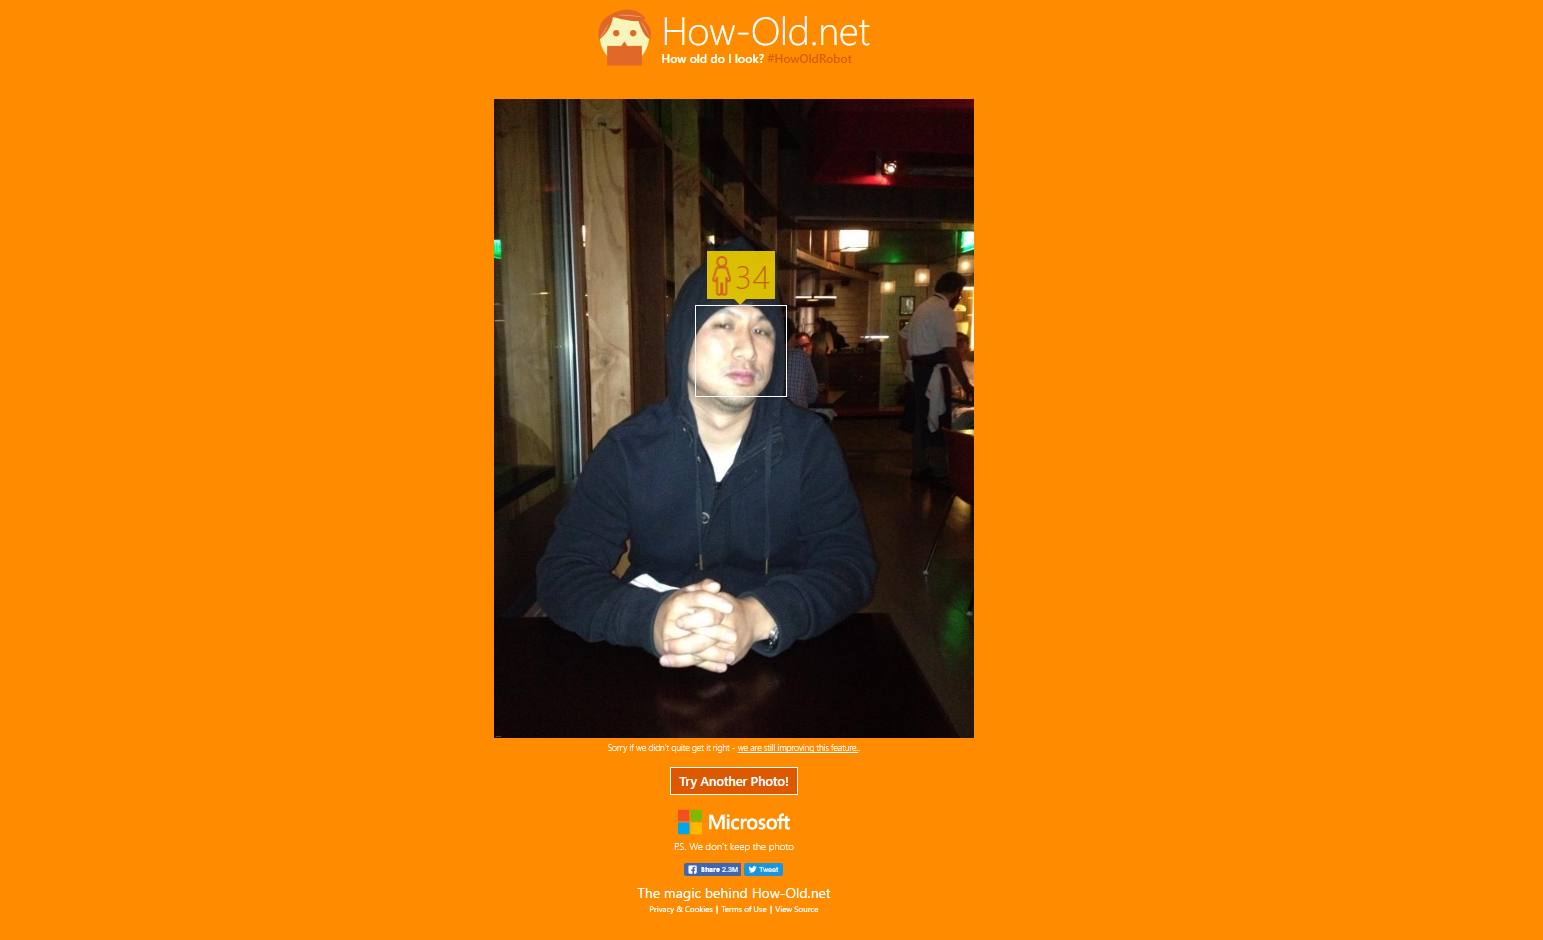 How-Old.net
How old do I look? #HowOldRobot
34
Sorry if we didn't quite get it right - we are still improving this feature.
Try Another Photo!
Microsoft
P.S. We don't keep the photo
Share 2.3M Tweet
The magic behind How-Old.net
Privacy & Cookies | Terms of Use | View Source